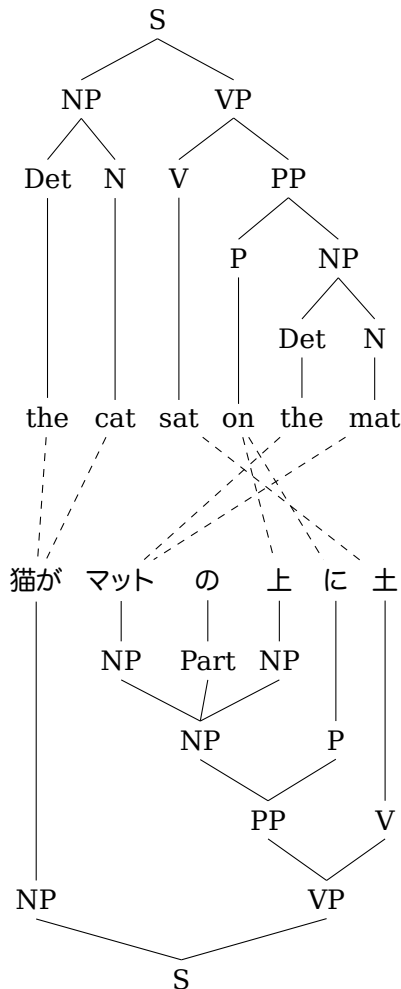 S
NP VP
Det N V PP
P NP
Det N
the cat sat on the mat
猫が マット の 上 に 土
NP Part NP
NP P
PP V
NP VP
S